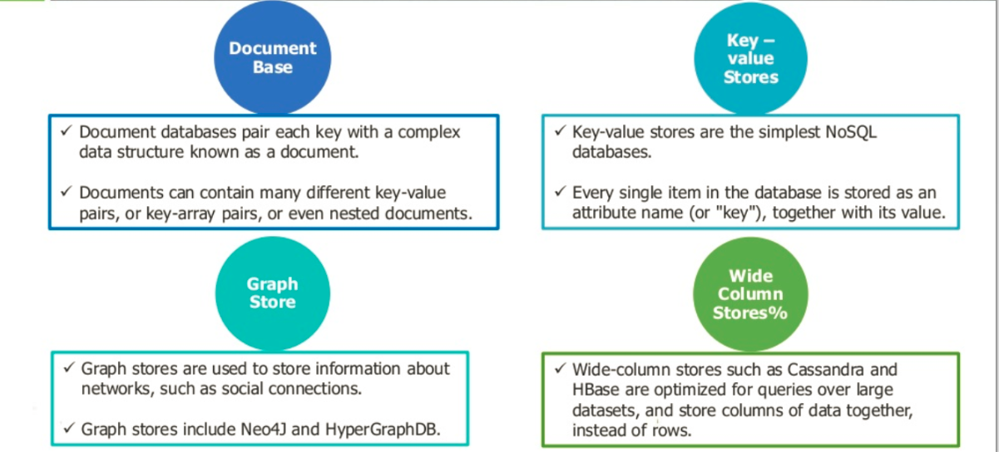 Document
Base
✓ Document databases pair each key with a complex
data structure known as a document.
✓ Documents can contain many different key-value
pairs, or key-array pairs, or even nested documents.
Key –
value
Stores
✓ Key-value stores are the simplest NoSQL
databases.
✓ Every single item in the database is stored as an
attribute name (or "key"), together with its value.
Graph
Store
✓ Graph stores are used to store information about
networks, such as social connections.
✓ Graph stores include Neo4J and HyperGraphDB.
Wide
Column
Stores%
✓ Wide-column stores such as Cassandra and
HBase are optimized for queries over large
datasets, and store columns of data together,
instead of rows.